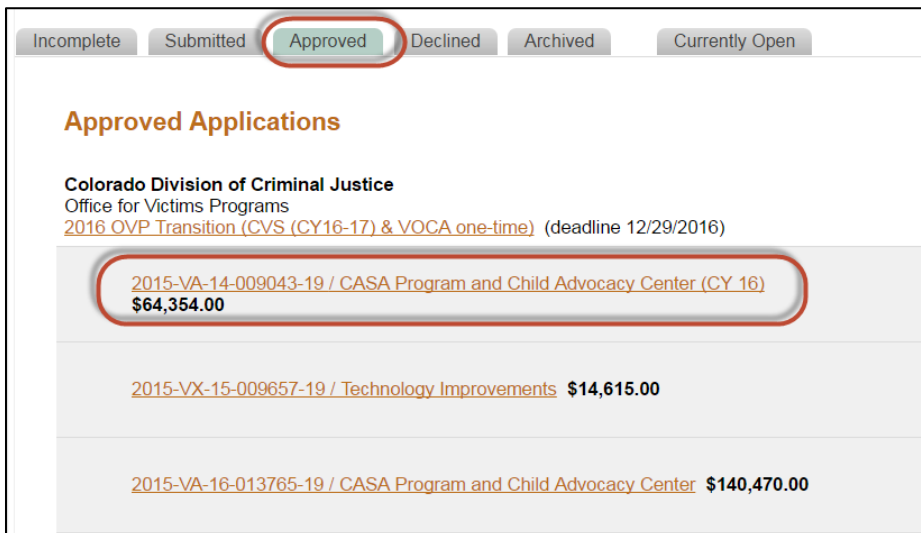 Incomplete Submitted Approved Declined Archived Currently Open
Approved Applications
Colorado Division of Criminal Justice
Office for Victims Programs
2016 OVP Transition (CVS (CY16-17) & VOCA one-time) (deadline 12/29/2016)
2015-VA-14-009043-19 / CASA Program and Child Advocacy Center (CY 16)
$64,354.00
2015-VX-15-009657-19 / Technology Improvements $14,615.00
2015-VA-16-013765-19 / CASA Program and Child Advocacy Center $140,470.00